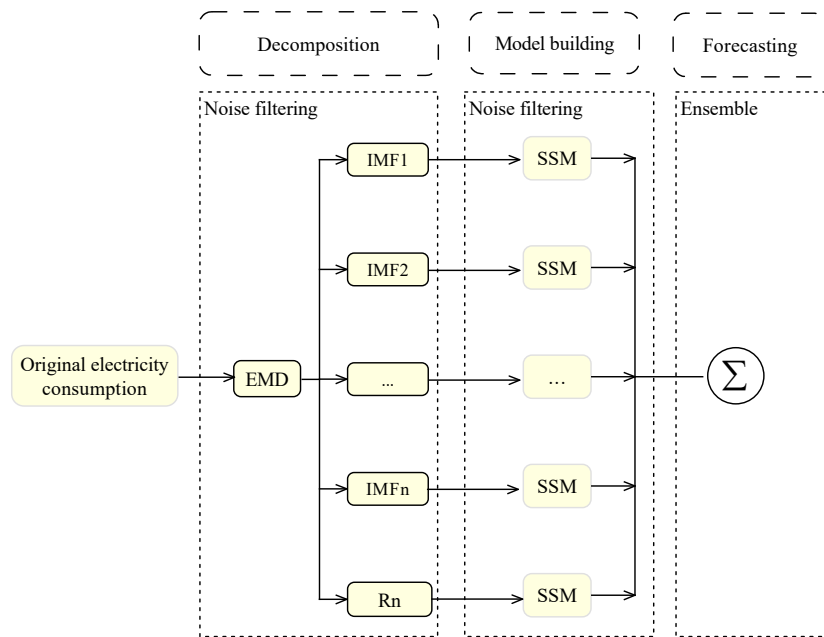 Decomposition
Model building
Forecasting
Noise filtering
Noise filtering
Ensemble
IMF1
SSM
IMF2
SSM
Original electricity
consumption
EMD
...
...
∑
IMFn
SSM
Rn
SSM